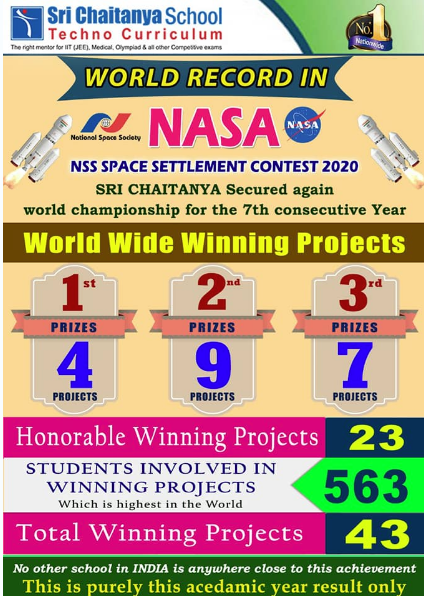 Sri Chaitanya School
Techno Curriculum
The right mentor for IIT (JEE), Medical, Olympiad & all other Competitive exams
No.1
Nationwide
WORLD RECORD IN
National Space Society
NASA
NASA
NSS SPACE SETTLEMENT CONTEST 2020
SRI CHAITANYA Secured again
world championship for the 7th consecutive Year
World Wide Winning Projects
1st 2nd 3rd
PRIZES PRIZES PRIZES
4 9 7
PROJECTS PROJECTS PROJECTS
Honorable Winning Projects 23
STUDENTS INVOLVED IN
WINNING PROJECTS 563
Which is highest in the World
Total Winning Projects 43
No other school in INDIA is anywhere close to this achievement
This is purely this acedamic year result only